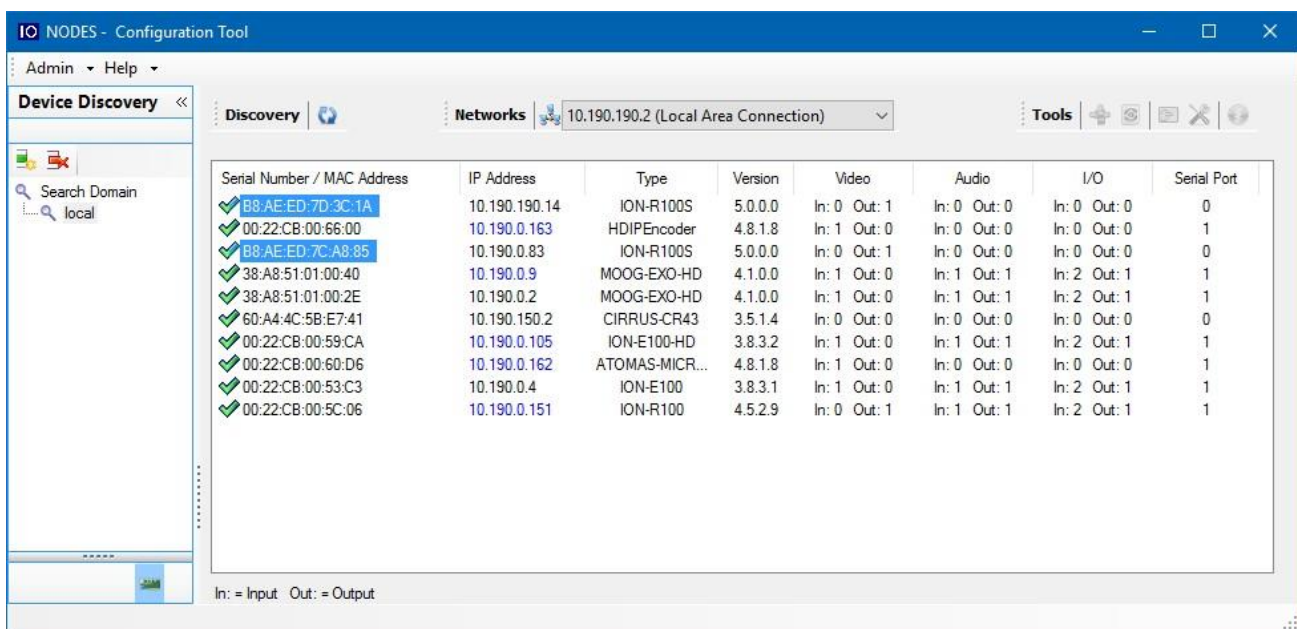 IO NODES - Configuration Tool
Admin Help
Device Discovery «
Discovery Networks 10.190.190.2 (Local Area Connection) Tools
Search Domain
local
Serial Number / MAC Address IP Address Type Version Video Audio I/O Serial Port
B8:AE:ED:7D:3C:1A 10.190.190.14 ION-R100S 5.0.0.0 In: 0 Out: 1 In: 0 Out: 0 In: 0 Out: 0 0
00:22:CB:00:66:00 10.190.0.163 HDIPEncoder 4.8.1.8 In: 1 Out: 0 In: 0 Out: 0 In: 0 Out: 0 1
B8:AE:ED:7C:A8:85 10.190.0.83 ION-R100S 5.0.0.0 In: 0 Out: 1 In: 0 Out: 0 In: 0 Out: 0 0
38:A8:51:01:00:40 10.190.0.9 MOOG-EXO-HD 4.1.0.0 In: 1 Out: 0 In: 1 Out: 1 In: 2 Out: 1 1
38:A8:51:01:00:2E 10.190.0.2 MOOG-EXO-HD 4.1.0.0 In: 1 Out: 0 In: 1 Out: 1 In: 2 Out: 1 1
60:A4:4C:5B:E7:41 10.190.150.2 CIRRUS-CR43 3.5.1.4 In: 0 Out: 0 In: 0 Out: 0 In: 0 Out: 0 0
00:22:CB:00:59:CA 10.190.0.105 ION-E100-HD 3.8.3.2 In: 1 Out: 0 In: 1 Out: 1 In: 2 Out: 1 1
00:22:CB:00:60:D6 10.190.0.162 ATOMAS-MICR... 4.8.1.8 In: 1 Out: 0 In: 0 Out: 0 In: 0 Out: 0 1
00:22:CB:00:53:C3 10.190.0.4 ION-E100 3.8.3.1 In: 1 Out: 0 In: 1 Out: 1 In: 2 Out: 1 1
00:22:CB:00:5C:06 10.190.0.151 ION-R100 4.5.2.9 In: 0 Out: 1 In: 1 Out: 1 In: 2 Out: 1 1
In: = Input Out: = Output